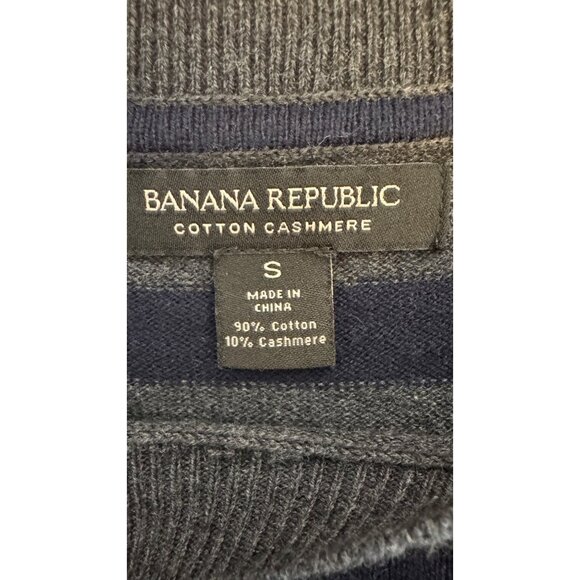 BANANA REPUBLIC
COTTON CASHMERE
S
MADE IN
CHINA
90% Cotton
10% Cashmere